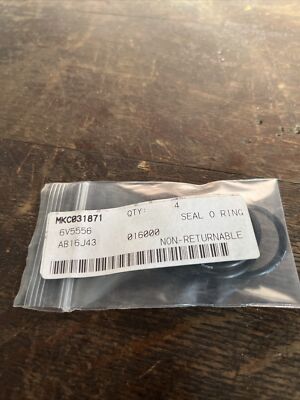 MKC031871 QTY: 4 SEAL O RING
6V5556 016000 NON-RETURNABLE
AB16J43